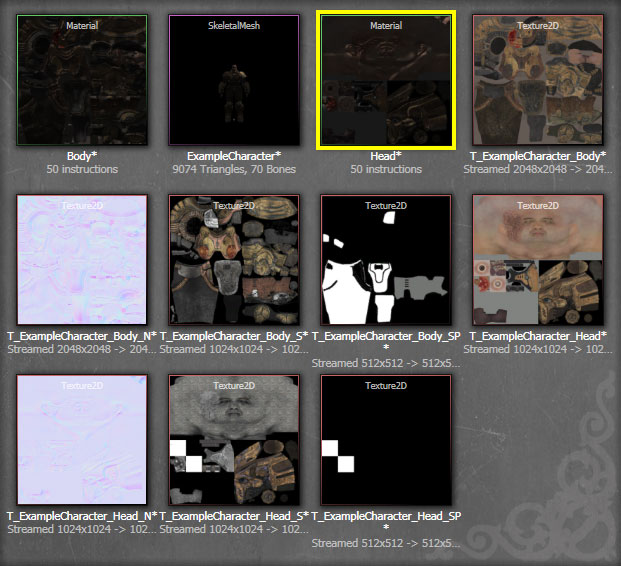 Material
SkeletalMesh
Material
Texture2D
Body*
ExampleCharacter*
Head*
T_ExampleCharacter_Body*
50 instructions
9074 Triangles, 70 Bones
50 instructions
Streamed 2048x2048 -> 204...
Texture2D
Texture2D
Texture2D
Texture2D
T_ExampleCharacter_Body_N*
T_ExampleCharacter_Body_S*
T_ExampleCharacter_Body_SP
*
T_ExampleCharacter_Head*
Streamed 2048x2048 -> 204...
Streamed 1024x1024 -> 102...
Streamed 512x512 -> 512x5...
Streamed 1024x1024 -> 102...
Texture2D
Texture2D
Texture2D
T_ExampleCharacter_Head_N*
T_ExampleCharacter_Head_S*
T_ExampleCharacter_Head_SP
*
Streamed 1024x1024 -> 102...
Streamed 1024x1024 -> 102...
Streamed 512x512 -> 512x5...